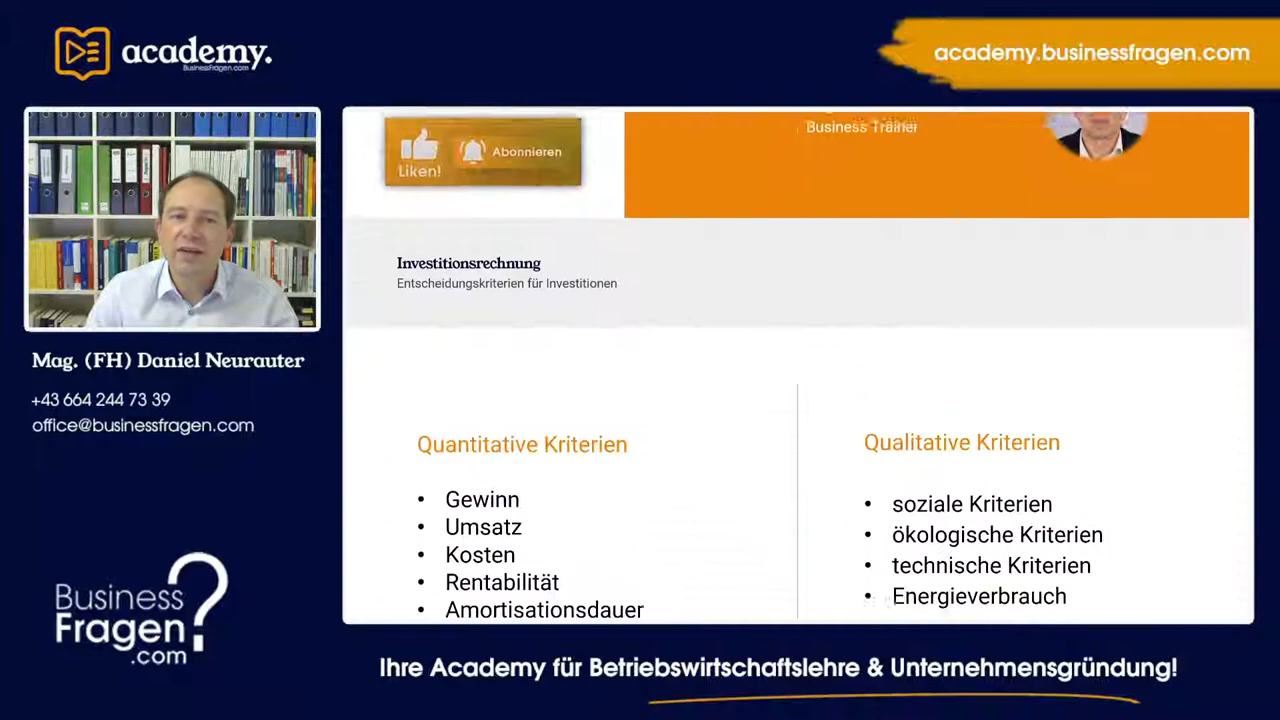 academy.
BusinessFragen.com
academy.businessfragen.com
Mag. (FH) Daniel Neurauter
+43 664 244 73 39
office@businessfragen.com
Business
Fragen
.com
?
Liken!
Abonnieren
Business Trainer
Investitionsrechnung
Entscheidungskriterien für Investitionen
Quantitative Kriterien
• Gewinn
• Umsatz
• Kosten
• Rentabilität
• Amortisationsdauer
Qualitative Kriterien
• soziale Kriterien
• ökologische Kriterien
• technische Kriterien
• Energieverbrauch
Ihre Academy für Betriebswirtschaftslehre & Unternehmensgründung!